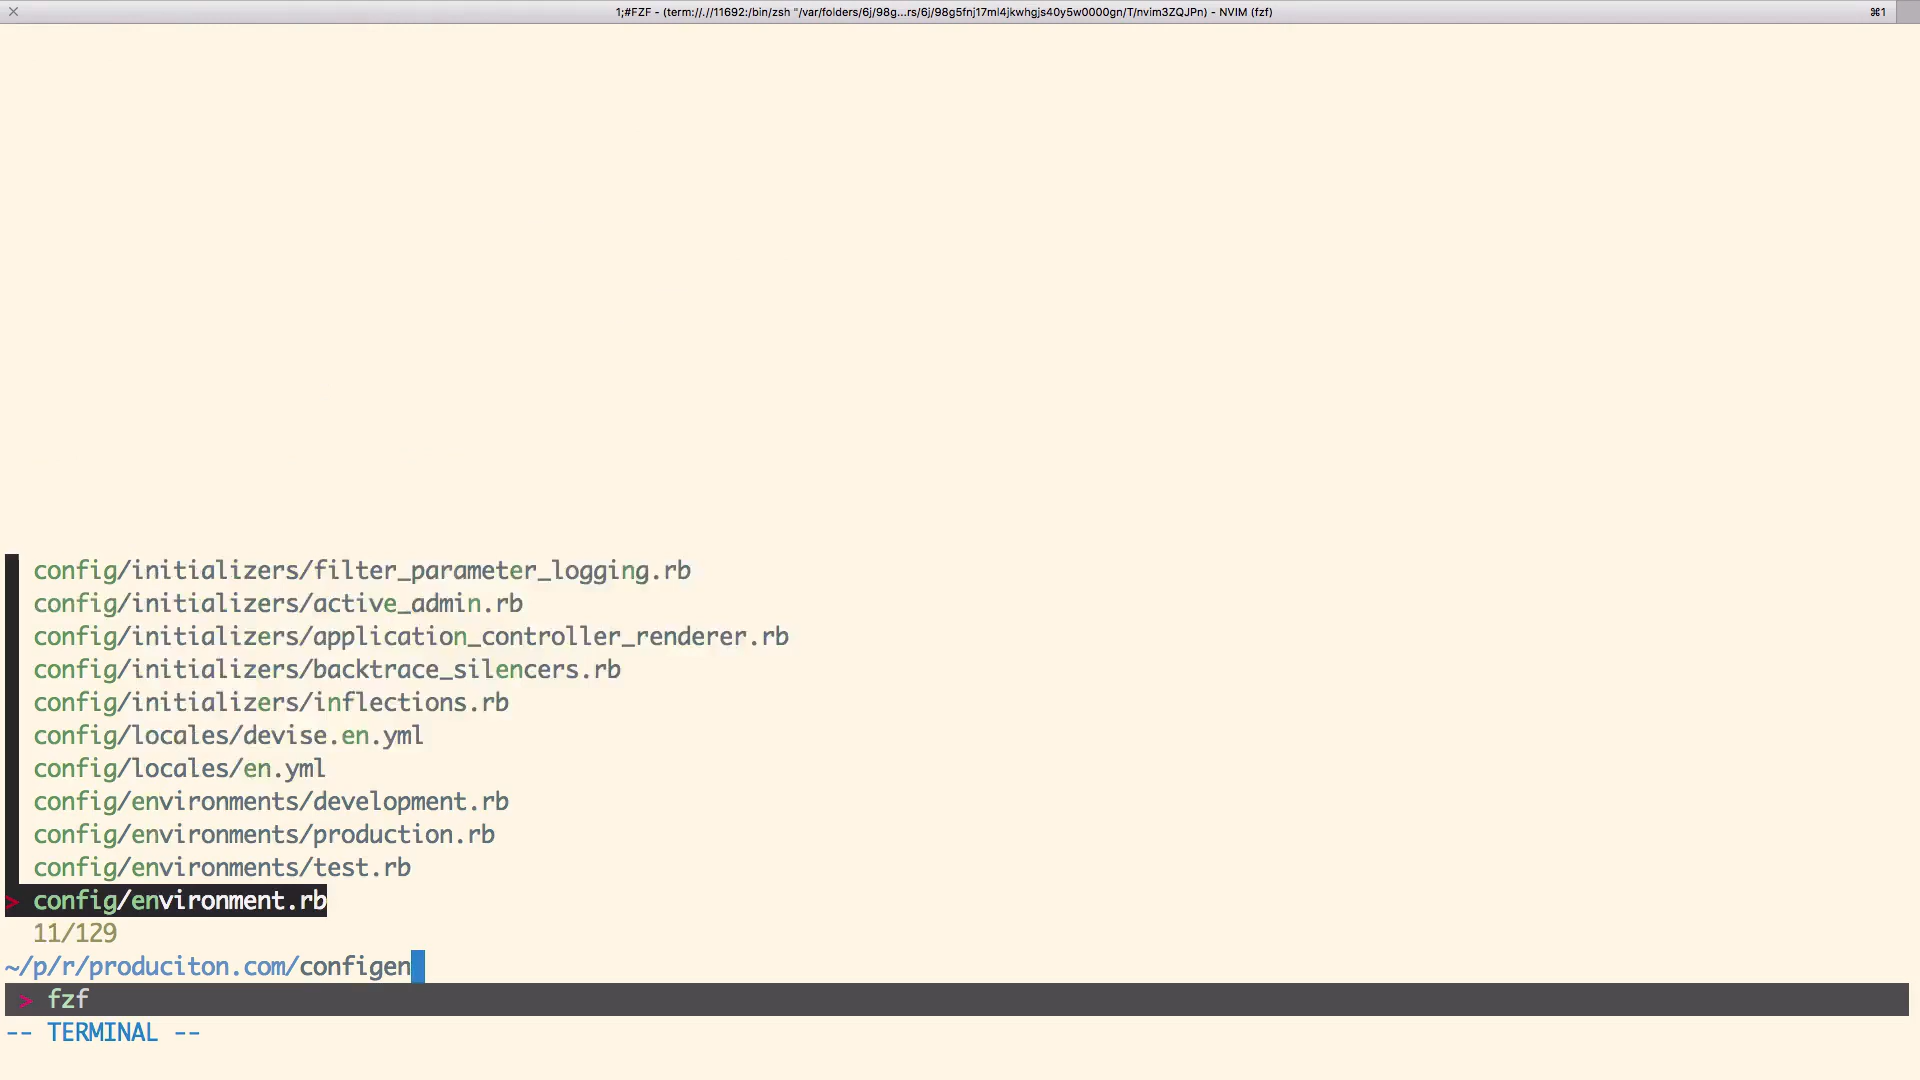 1;#FZF - (term://.//11692:/bin/zsh "/var/folders/6j/98g...rs/6j/98g5fnj17ml4jkwhgjs40y5w0000gn/T/nvim3ZQJPn) - NVIM (fzf)
⌘1
config/initializers/filter_parameter_logging.rb
config/initializers/active_admin.rb
config/initializers/application_controller_renderer.rb
config/initializers/backtrace_silencers.rb
config/initializers/inflections.rb
config/locales/devise.en.yml
config/locales/en.yml
config/environments/development.rb
config/environments/production.rb
config/environments/test.rb
> config/environment.rb
11/129
~/p/r/produciton.com/configen
> fzf
-- TERMINAL --